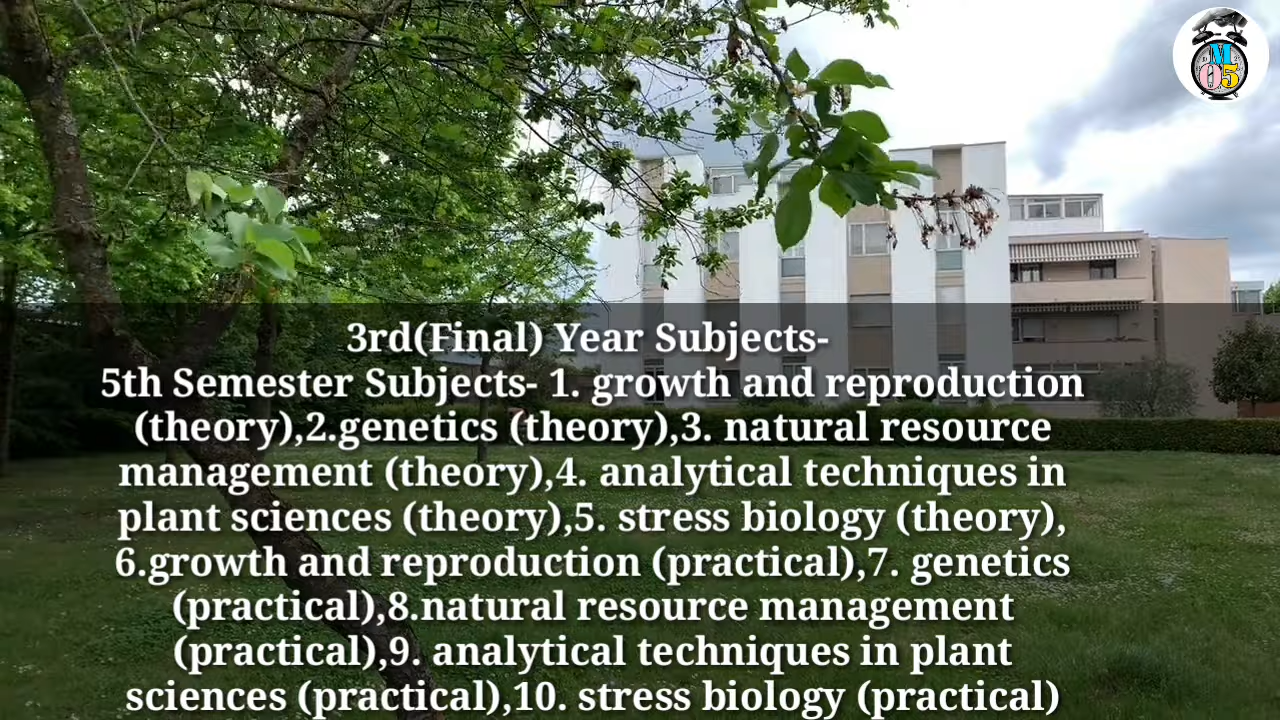 M
05
3rd(Final) Year Subjects-
5th Semester Subjects- 1. growth and reproduction
(theory),2.genetics (theory),3. natural resource
management (theory),4. analytical techniques in
plant sciences (theory),5. stress biology (theory),
6.growth and reproduction (practical),7. genetics
(practical),8.natural resource management
(practical),9. analytical techniques in plant
sciences (practical),10. stress biology (practical)